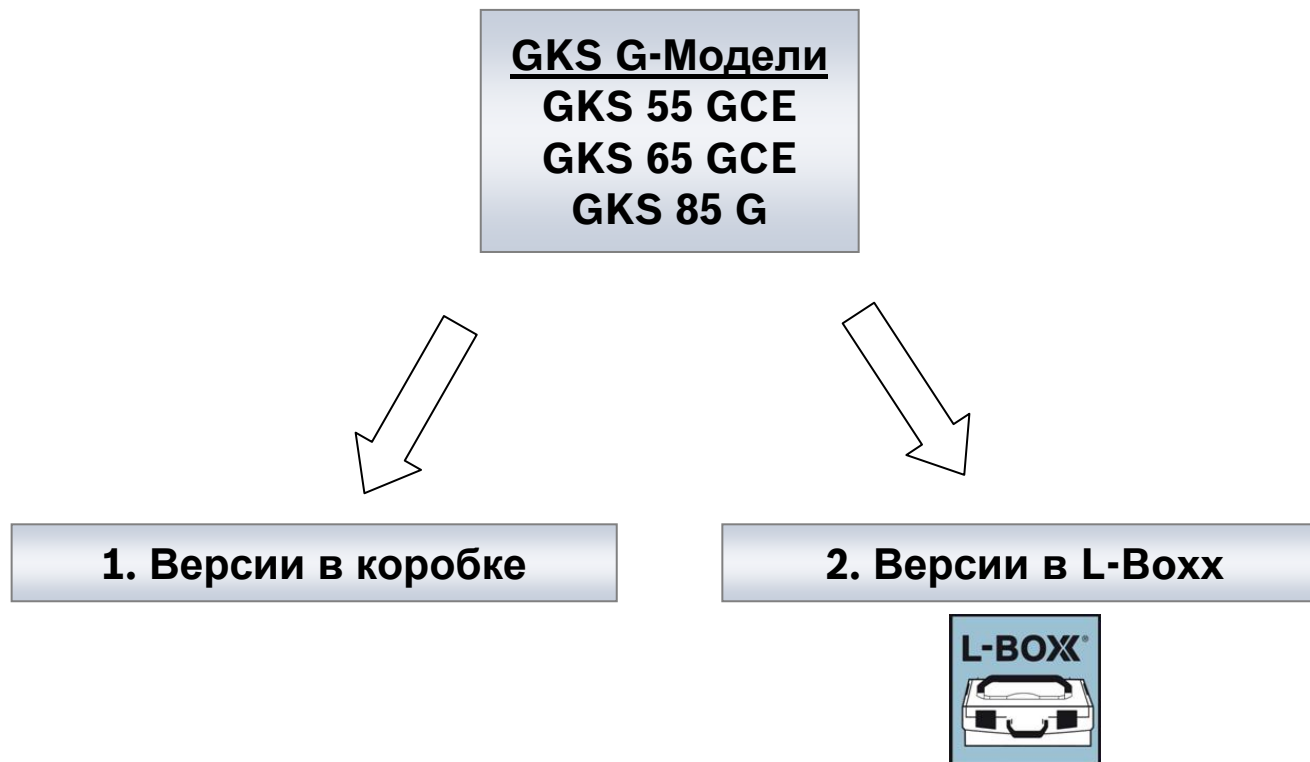 GKS G-Модели
GKS 55 GCE
GKS 65 GCE
GKS 85 G
1. Версии в коробке
2. Версии в L-Boxx
L-BOXX®